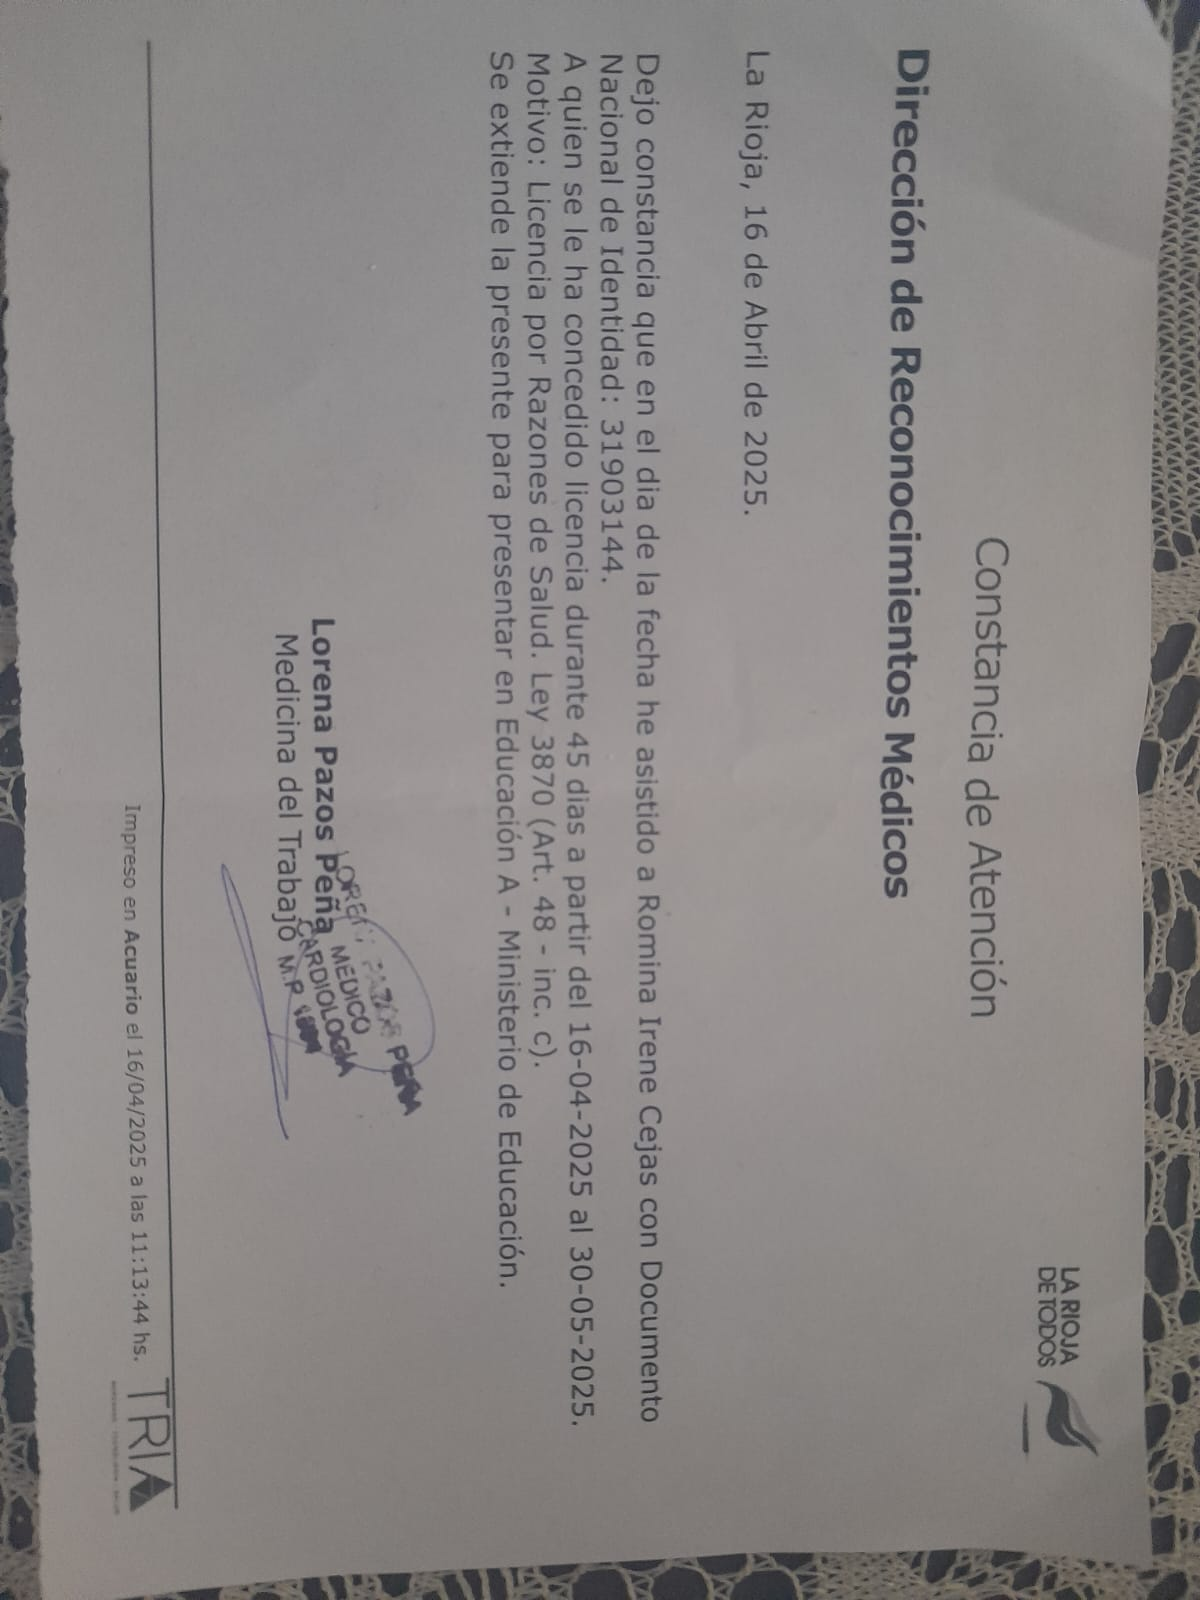 Constancia de Atención
LA RIOJA
DE TODOS
Dirección de Reconocimientos Médicos
La Rioja, 16 de Abril de 2025.
Dejo constancia que en el dia de la fecha he asistido a Romina Irene Cejas con Documento
Nacional de Identidad: 31903144.
A quien se le ha concedido licencia durante 45 dias a partir del 16-04-2025 al 30-05-2025.
Motivo: Licencia por Razones de Salud. Ley 3870 (Art. 48 - inc. c).
Se extiende la presente para presentar en Educación A - Ministerio de Educación.
Lorena Pazos Peña
Medicina del Trabajo
PAZOS PEÑA
MEDICO
CARDIOLOGÍA
M.P.
Impreso en Acuario el 16/04/2025 a las 11:13:44 hs.
TRIA